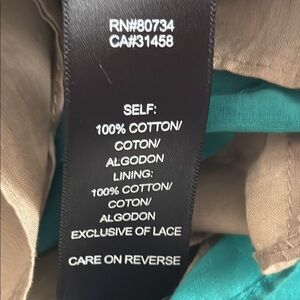 RN#80734
CA#31458
SELF:
100% COTTON/
COTON/
ALGODON
LINING:
100% COTTON/
COTON/
ALGODON
EXCLUSIVE OF LACE
CARE ON REVERSE